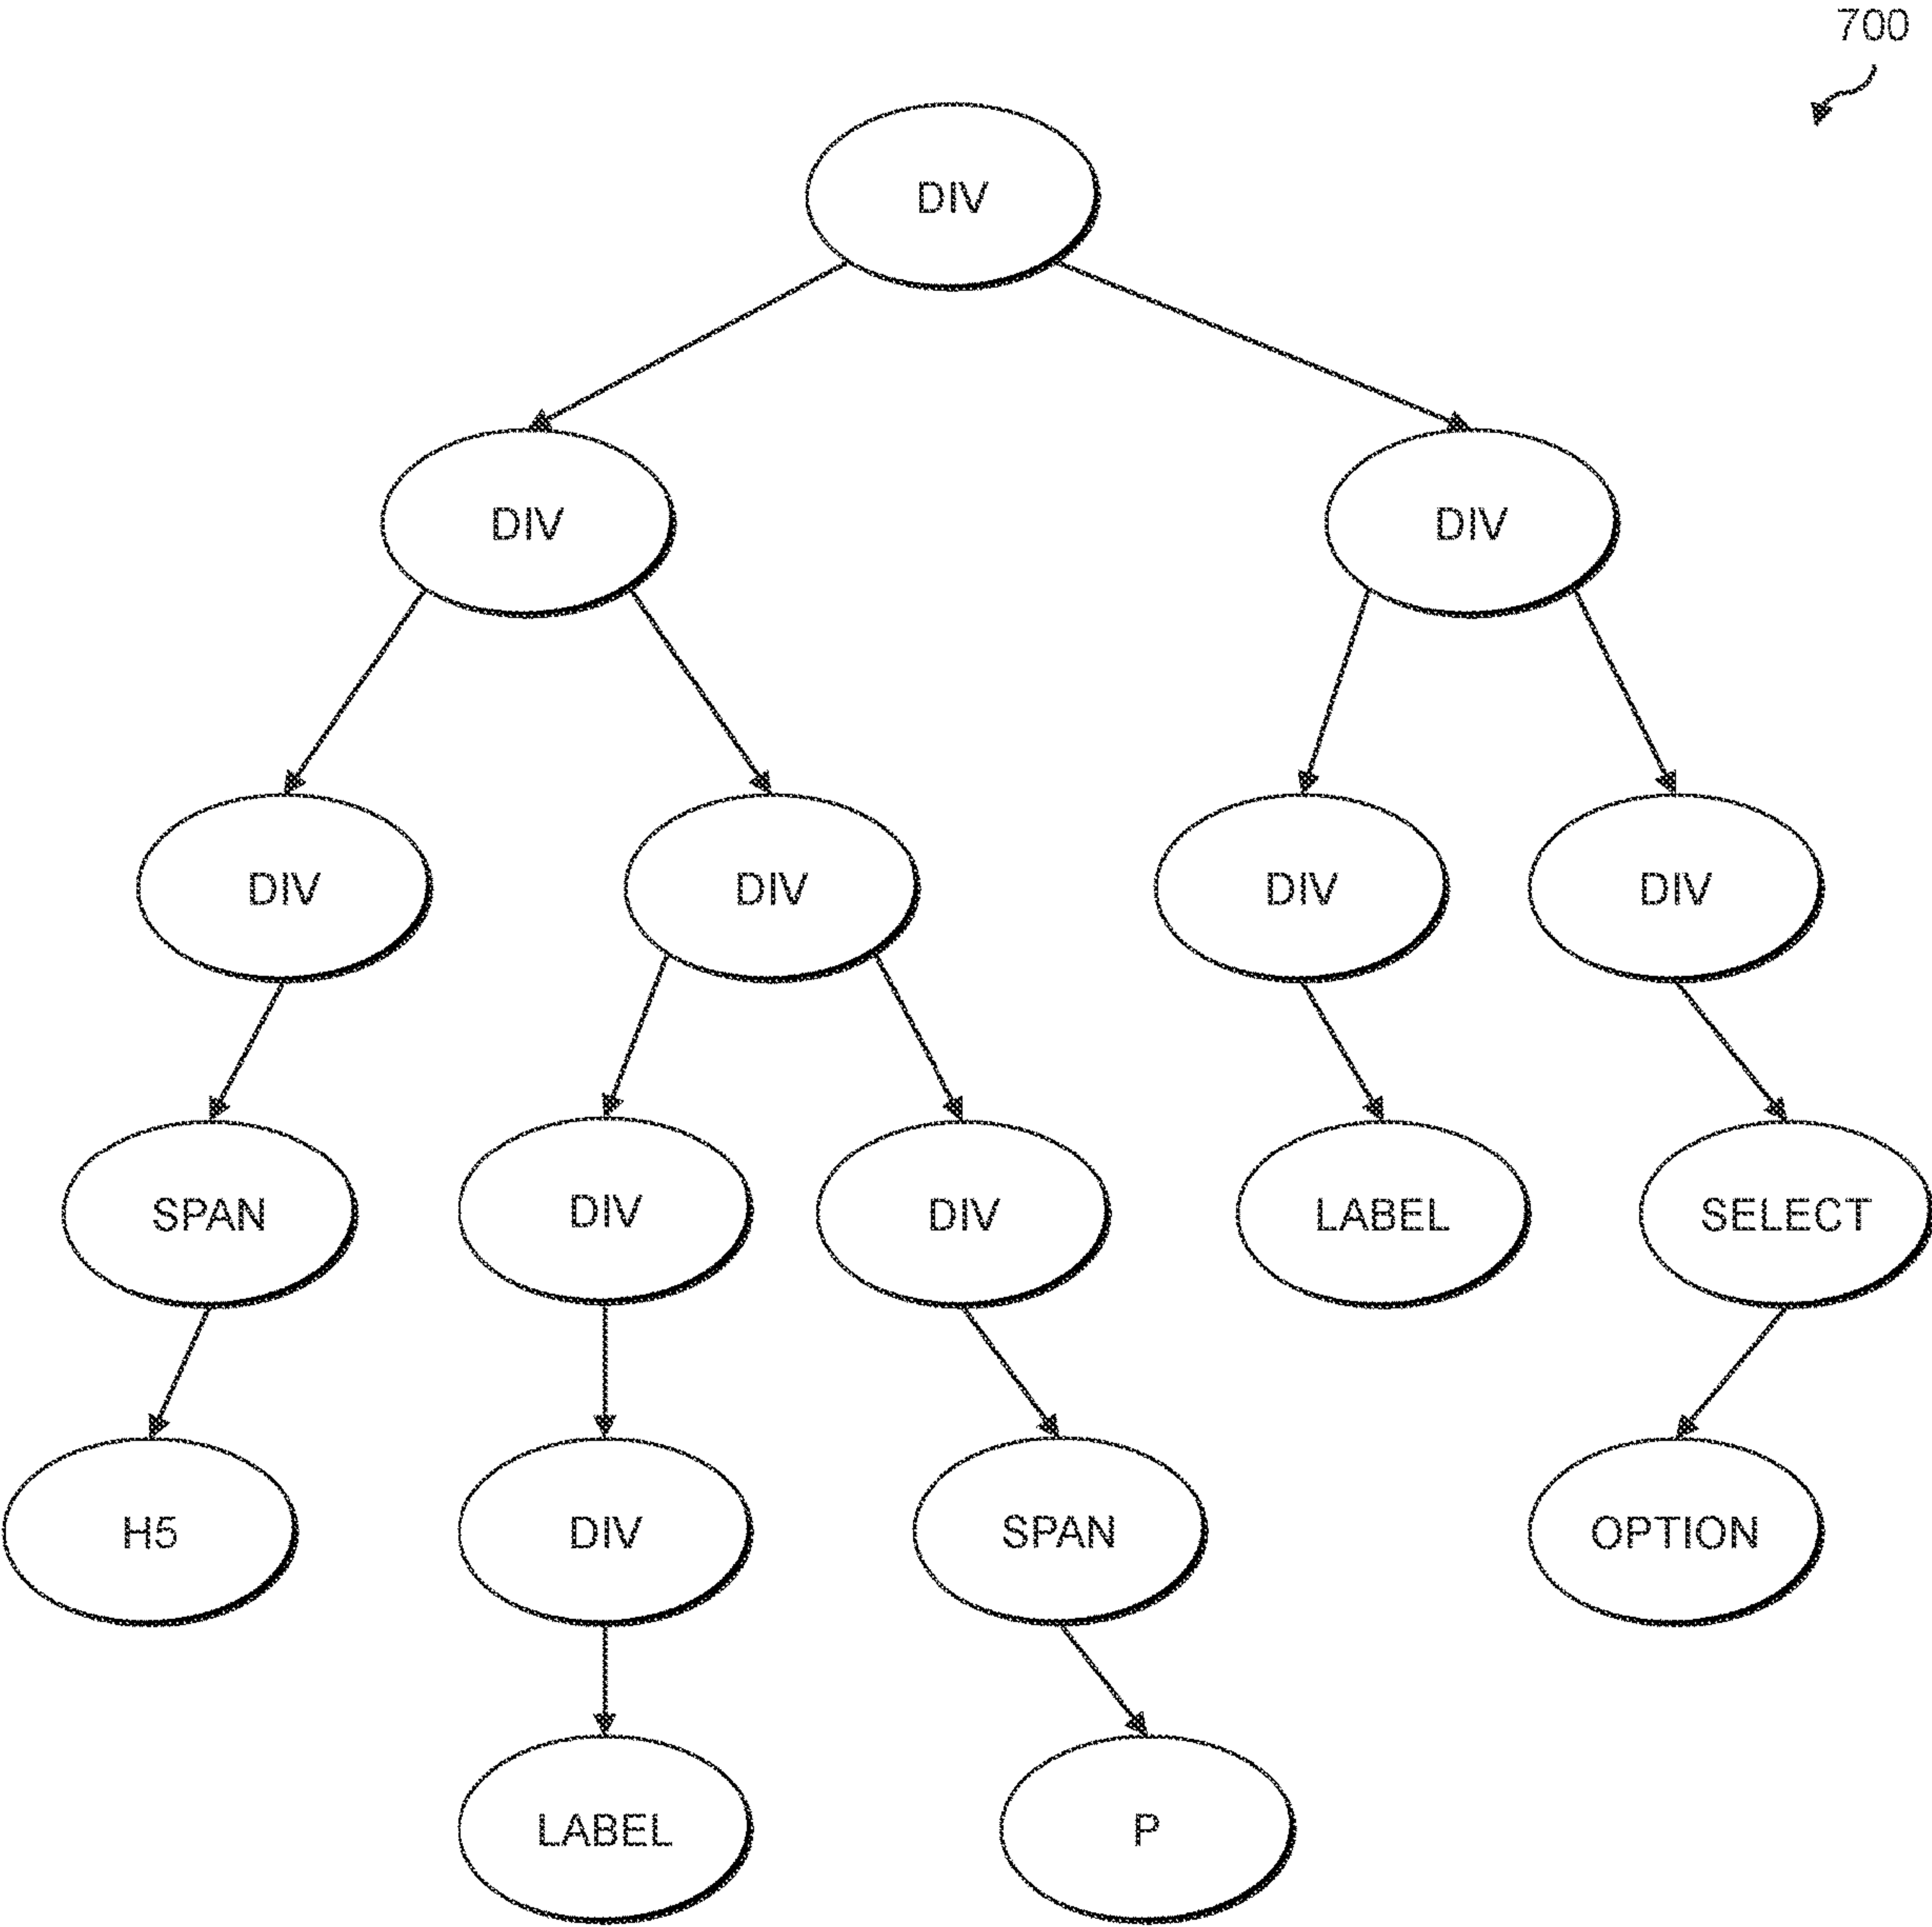 700
DIV
DIV DIV
DIV DIV DIV DIV
SPAN DIV DIV LABEL SELECT
H5 DIV SPAN OPTION
LABEL P